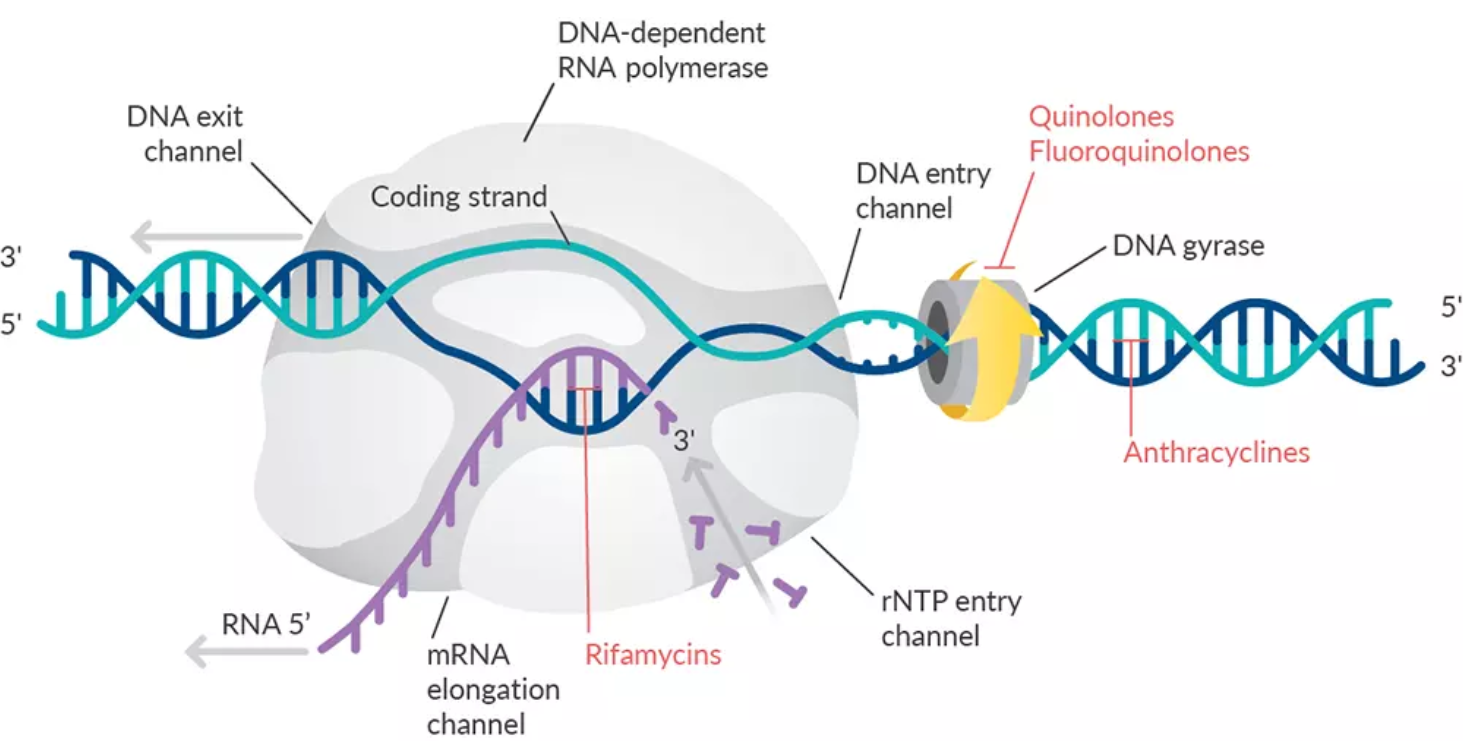 DNA-dependent
RNA polymerase
DNA exit
channel
Quinolones
Fluoroquinolones
DNA entry
channel
Coding strand
DNA gyrase
3'
5'
5'
3'
Anthracyclines
3'
rNTP entry
channel
RNA 5’
mRNA
elongation
channel
Rifamycins